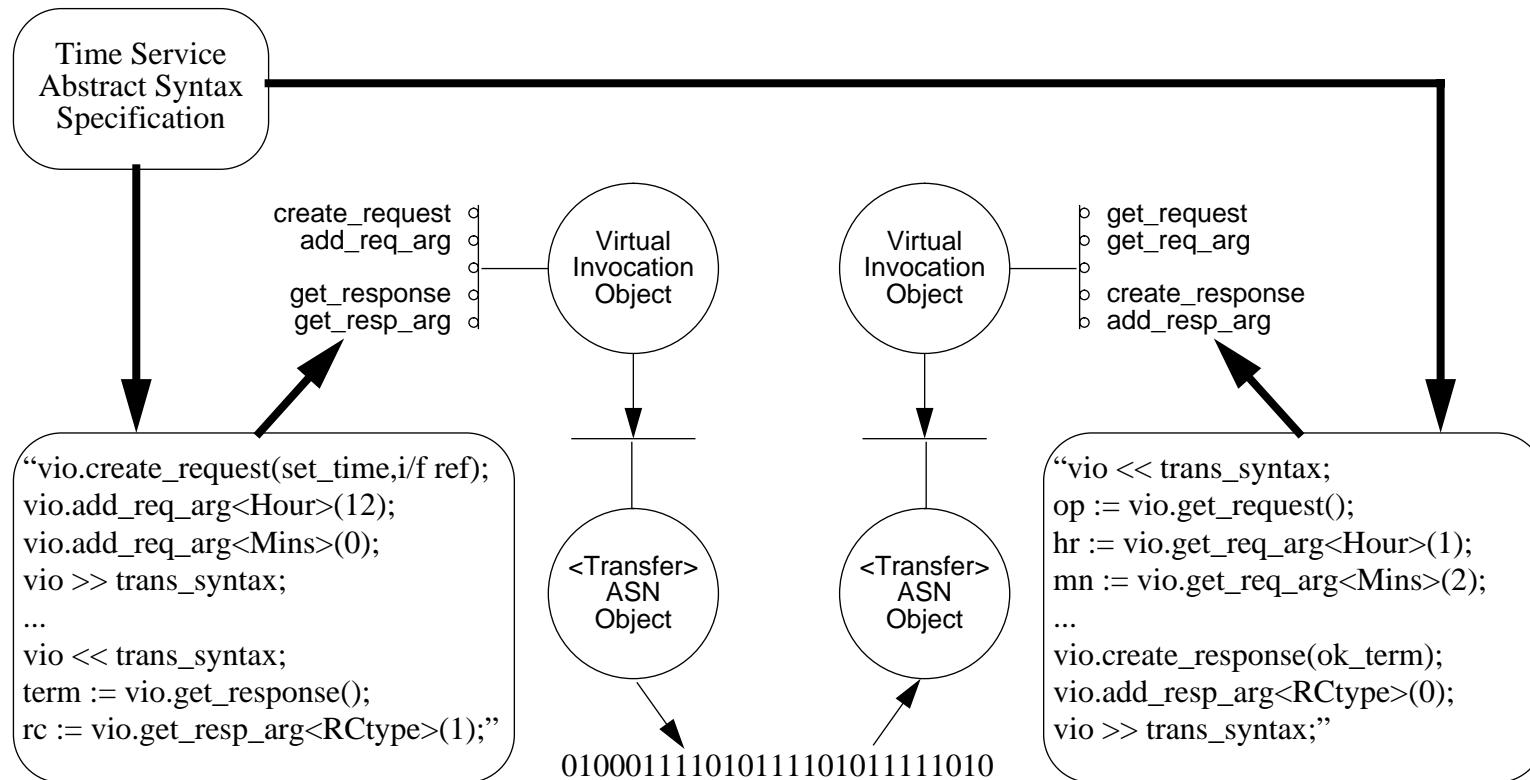 Time Service
Abstract Syntax
Specification
create_request
add_req_arg
get_response
get_resp_arg
Virtual
Invocation
Object
Virtual
Invocation
Object
get_request
get_req_arg
create_response
add_resp_arg
“vio.create_request(set_time,i/f ref);
vio.add_req_arg<Hour>(12);
vio.add_req_arg<Mins>(0);
vio >> trans_syntax;
...
vio << trans_syntax;
term := vio.get_response();
rc := vio.get_resp_arg<RCtype>(1);”
<Transfer>
ASN
Object
<Transfer>
ASN
Object
“vio << trans_syntax;
op := vio.get_request();
hr := vio.get_req_arg<Hour>(1);
mn := vio.get_req_arg<Mins>(2);
...
vio.create_response(ok_term);
vio.add_resp_arg<RCtype>(0);
vio >> trans_syntax;”
01000111101011110101111​1010